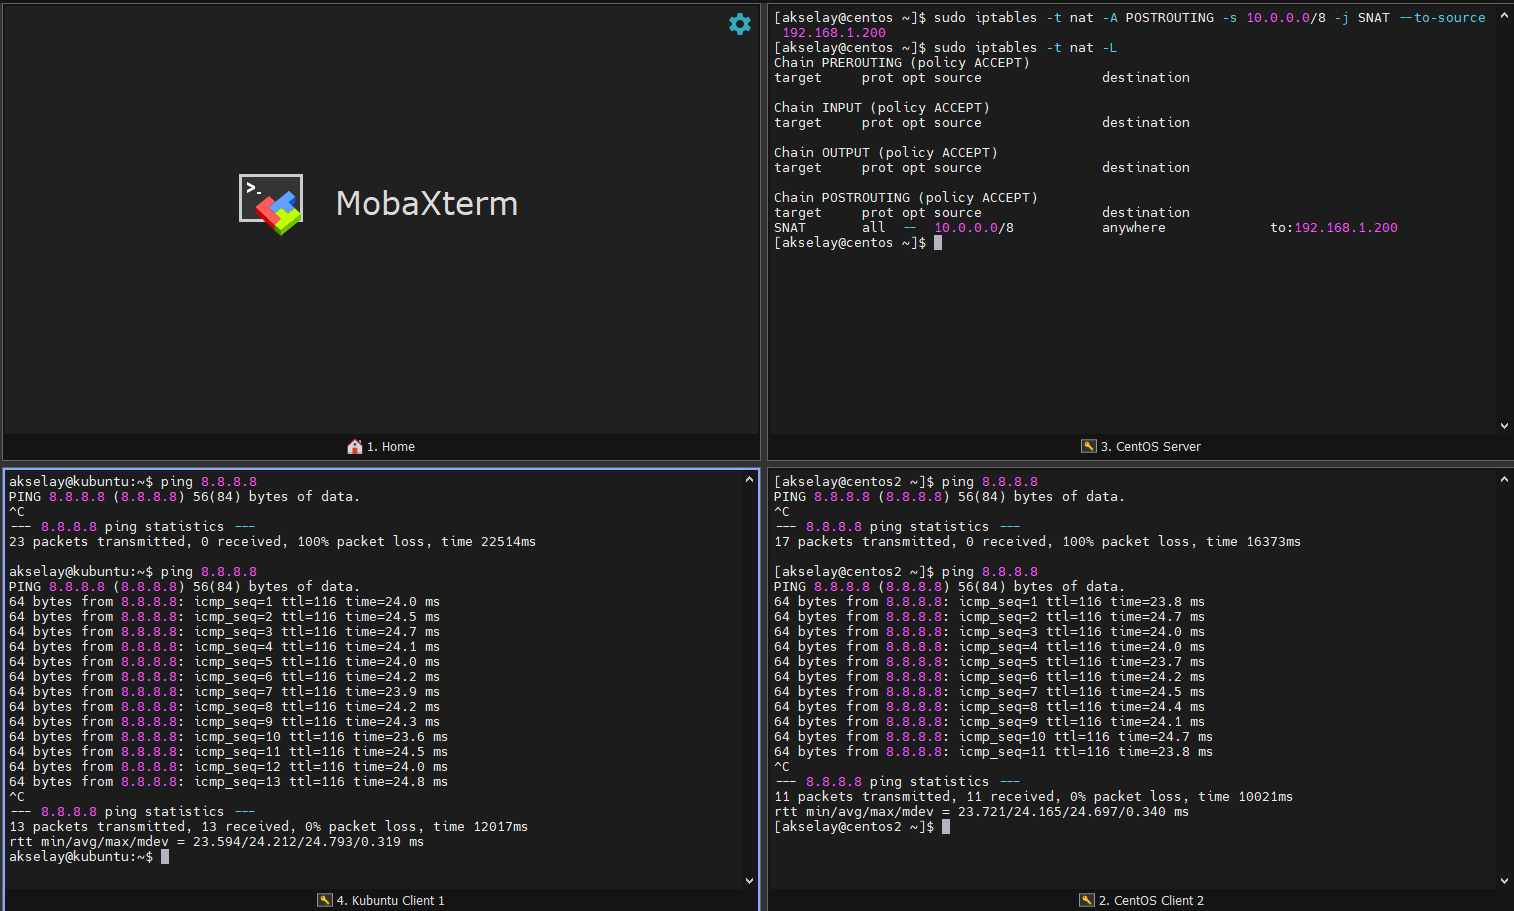 >_.
MobaXterm
1. Home
[akselay@centos ~]$ sudo iptables -t nat -A POSTROUTING -s 10.0.0.0/8 -j SNAT --to-source
192.168.1.200
[akselay@centos ~]$ sudo iptables -t nat -L
Chain PREROUTING (policy ACCEPT)
target     prot opt source               destination

Chain INPUT (policy ACCEPT)
target     prot opt source               destination

Chain OUTPUT (policy ACCEPT)
target     prot opt source               destination

Chain POSTROUTING (policy ACCEPT)
target     prot opt source               destination
SNAT       all  --  10.0.0.0/8           anywhere             to:192.168.1.200
[akselay@centos ~]$
3. CentOS Server
akselay@kubuntu:~$ ping 8.8.8.8
PING 8.8.8.8 (8.8.8.8) 56(84) bytes of data.
^C
--- 8.8.8.8 ping statistics ---
23 packets transmitted, 0 received, 100% packet loss, time 22514ms

akselay@kubuntu:~$ ping 8.8.8.8
PING 8.8.8.8 (8.8.8.8) 56(84) bytes of data.
64 bytes from 8.8.8.8: icmp_seq=1 ttl=116 time=24.0 ms
64 bytes from 8.8.8.8: icmp_seq=2 ttl=116 time=24.5 ms
64 bytes from 8.8.8.8: icmp_seq=3 ttl=116 time=24.7 ms
64 bytes from 8.8.8.8: icmp_seq=4 ttl=116 time=24.1 ms
64 bytes from 8.8.8.8: icmp_seq=5 ttl=116 time=24.0 ms
64 bytes from 8.8.8.8: icmp_seq=6 ttl=116 time=24.2 ms
64 bytes from 8.8.8.8: icmp_seq=7 ttl=116 time=23.9 ms
64 bytes from 8.8.8.8: icmp_seq=8 ttl=116 time=24.2 ms
64 bytes from 8.8.8.8: icmp_seq=9 ttl=116 time=24.3 ms
64 bytes from 8.8.8.8: icmp_seq=10 ttl=116 time=23.6 ms
64 bytes from 8.8.8.8: icmp_seq=11 ttl=116 time=24.5 ms
64 bytes from 8.8.8.8: icmp_seq=12 ttl=116 time=24.0 ms
64 bytes from 8.8.8.8: icmp_seq=13 ttl=116 time=24.8 ms
^C
--- 8.8.8.8 ping statistics ---
13 packets transmitted, 13 received, 0% packet loss, time 12017ms
rtt min/avg/max/mdev = 23.594/24.212/24.793/0.319 ms
akselay@kubuntu:~$
4. Kubuntu Client 1
[akselay@centos2 ~]$ ping 8.8.8.8
PING 8.8.8.8 (8.8.8.8) 56(84) bytes of data.
^C
--- 8.8.8.8 ping statistics ---
17 packets transmitted, 0 received, 100% packet loss, time 16373ms

[akselay@centos2 ~]$ ping 8.8.8.8
PING 8.8.8.8 (8.8.8.8) 56(84) bytes of data.
64 bytes from 8.8.8.8: icmp_seq=1 ttl=116 time=23.8 ms
64 bytes from 8.8.8.8: icmp_seq=2 ttl=116 time=24.7 ms
64 bytes from 8.8.8.8: icmp_seq=3 ttl=116 time=24.0 ms
64 bytes from 8.8.8.8: icmp_seq=4 ttl=116 time=24.0 ms
64 bytes from 8.8.8.8: icmp_seq=5 ttl=116 time=23.7 ms
64 bytes from 8.8.8.8: icmp_seq=6 ttl=116 time=24.2 ms
64 bytes from 8.8.8.8: icmp_seq=7 ttl=116 time=24.5 ms
64 bytes from 8.8.8.8: icmp_seq=8 ttl=116 time=24.4 ms
64 bytes from 8.8.8.8: icmp_seq=9 ttl=116 time=24.1 ms
64 bytes from 8.8.8.8: icmp_seq=10 ttl=116 time=24.7 ms
64 bytes from 8.8.8.8: icmp_seq=11 ttl=116 time=23.8 ms
^C
--- 8.8.8.8 ping statistics ---
11 packets transmitted, 11 received, 0% packet loss, time 10021ms
rtt min/avg/max/mdev = 23.721/24.165/24.697/0.340 ms
[akselay@centos2 ~]$
2. CentOS Client 2